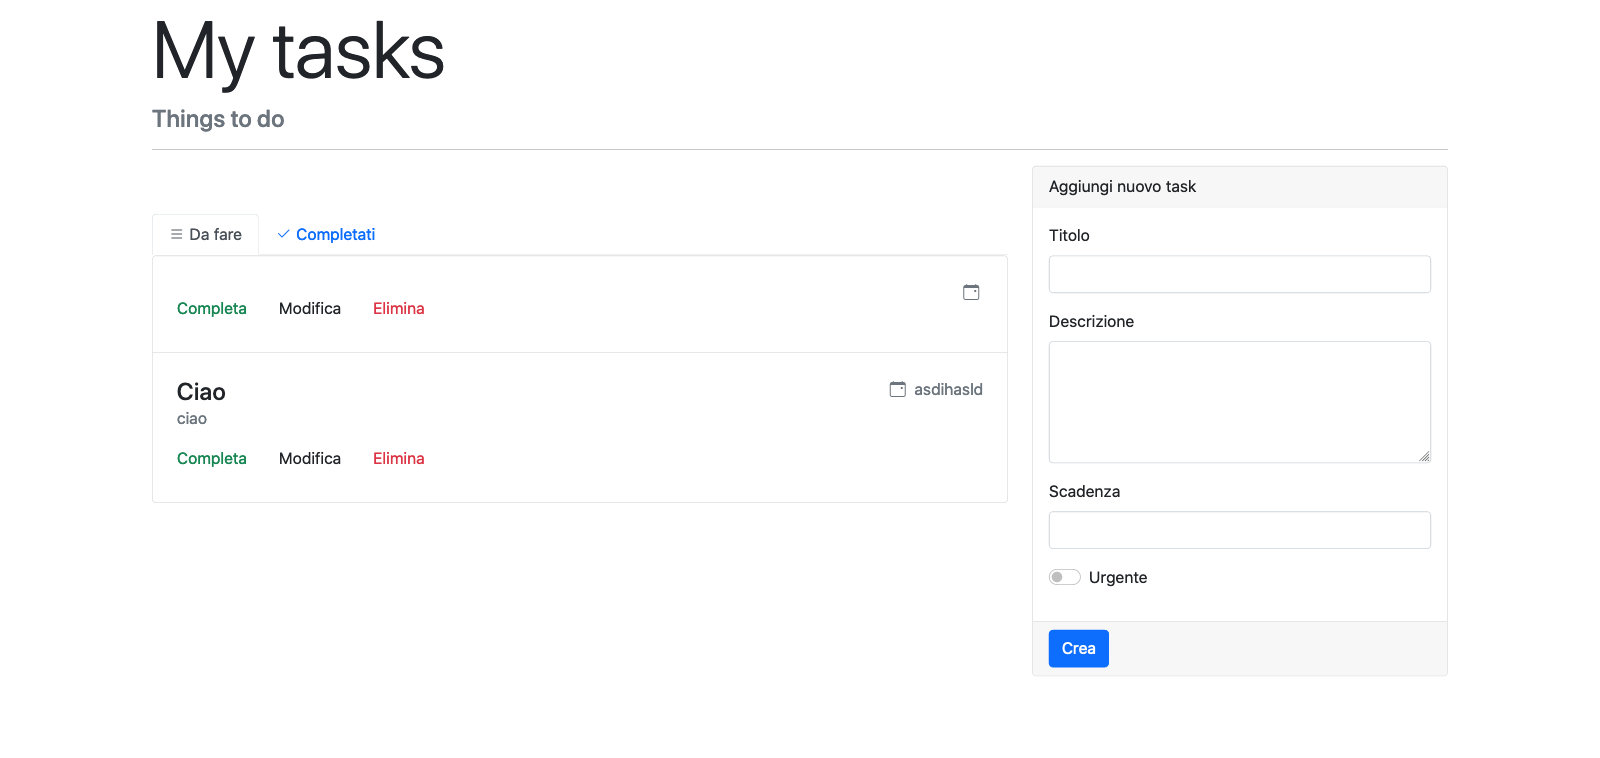 My tasks
Things to do
Da fare
Completati
Completa Modifica Elimina
Ciao
asdihasld
ciao
Completa Modifica Elimina
Aggiungi nuovo task
Titolo
Descrizione
Scadenza
Urgente
Crea